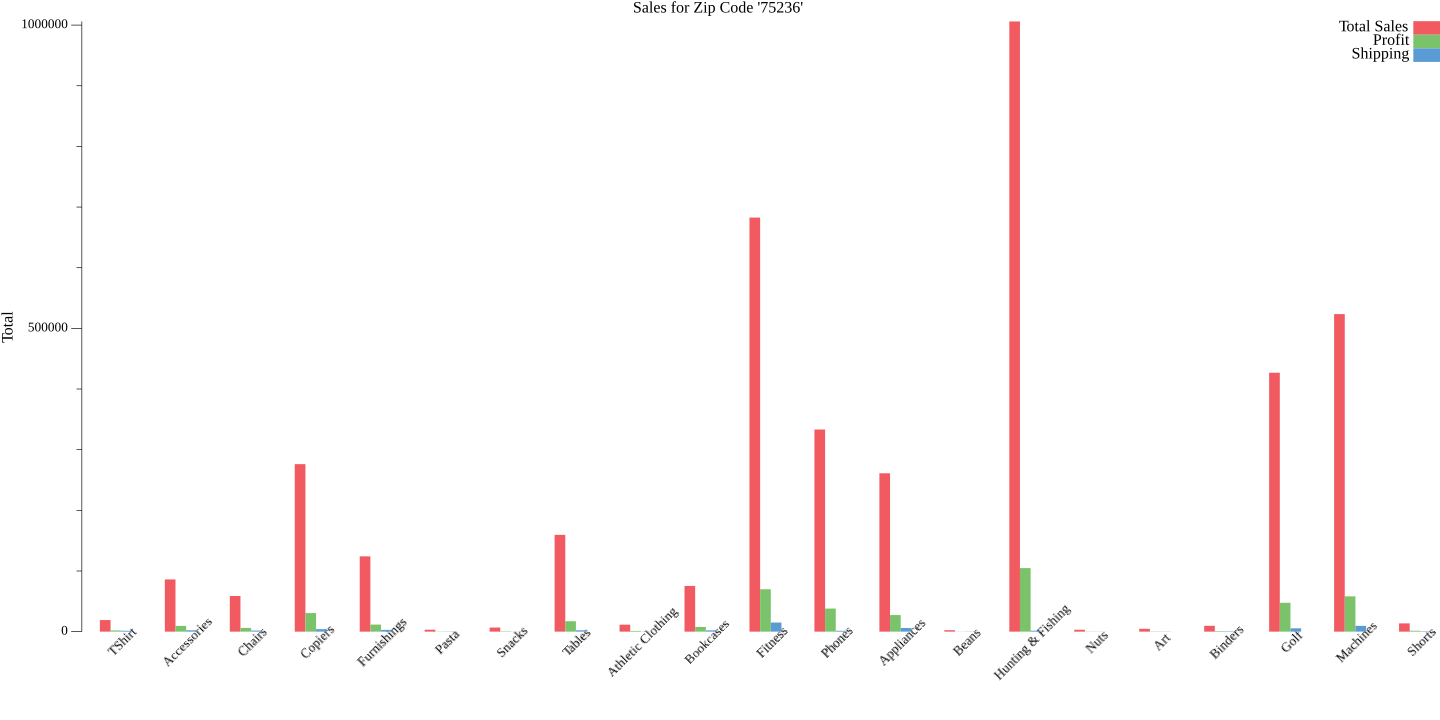 Sales for Zip Code '75236'
Total Sales
Profit
Shipping
Total
1000000
500000
0
TShirt
Accessories
Chairs
Copiers
Furnishings
Pasta
Snacks
Tables
Athletic Clothing
Bookcases
Fitness
Phones
Appliances
Beans
Hunting & Fishing
Nuts
Art
Binders
Golf
Machines
Shorts